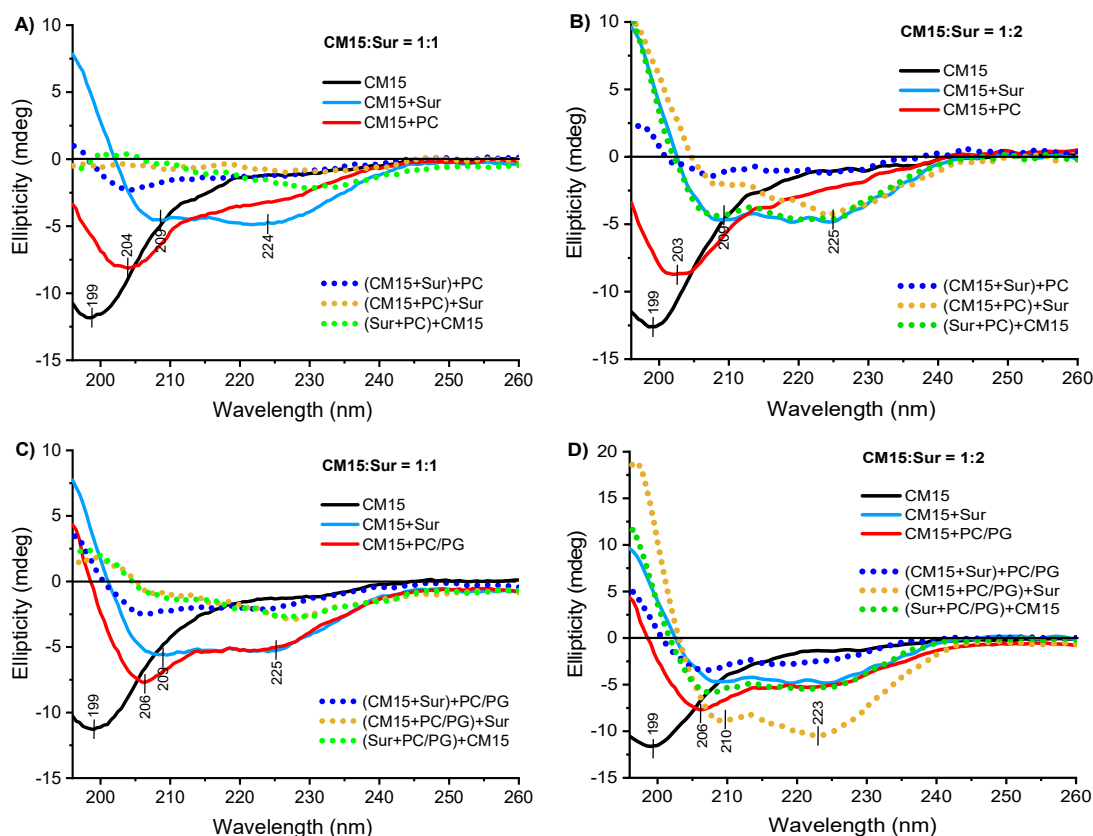 A)
CM15:Sur = 1:1
CM15
CM15+Sur
CM15+PC
(CM15+Sur)+PC
(CM15+PC)+Sur
(Sur+PC)+CM15
199
204
209
224
10
5
0
-5
-10
-15
Ellipticity (mdeg)
200 210 220 230 240 250 260
Wavelength (nm)
B)
CM15:Sur = 1:2
CM15
CM15+Sur
CM15+PC
(CM15+Sur)+PC
(CM15+PC)+Sur
(Sur+PC)+CM15
199
203
209
225
10
5
0
-5
-10
-15
Ellipticity (mdeg)
200 210 220 230 240 250 260
Wavelength (nm)
C)
CM15:Sur = 1:1
CM15
CM15+Sur
CM15+PC/PG
(CM15+Sur)+PC/PG
(CM15+PC/PG)+Sur
(Sur+PC/PG)+CM15
199
206
209
225
10
5
0
-5
-10
-15
Ellipticity (mdeg)
200 210 220 230 240 250 260
Wavelength (nm)
D)
CM15:Sur = 1:2
CM15
CM15+Sur
CM15+PC/PG
(CM15+Sur)+PC/PG
(CM15+PC/PG)+Sur
(Sur+PC/PG)+CM15
199
206
210
223
20
15
10
5
0
-5
-10
-15
Ellipticity (mdeg)
200 210 220 230 240 250 260
Wavelength (nm)